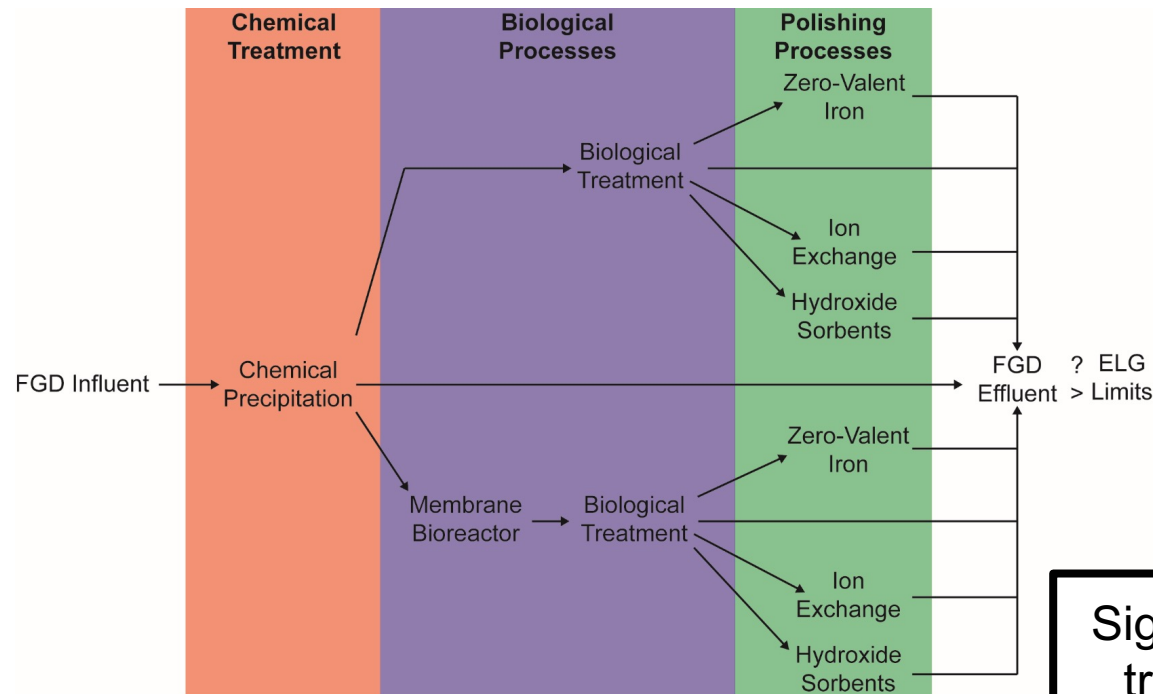 Chemical
Treatment
Biological
Processes
Polishing
Processes
Zero-Valent
Iron
Biological
Treatment
Ion
Exchange
Hydroxide
Sorbents
FGD Influent
Chemical
Precipitation
FGD ? ELG
Effluent > Limits
Zero-Valent
Iron
Membrane
Bioreactor
Biological
Treatment
Ion
Exchange
Hydroxide
Sorbents